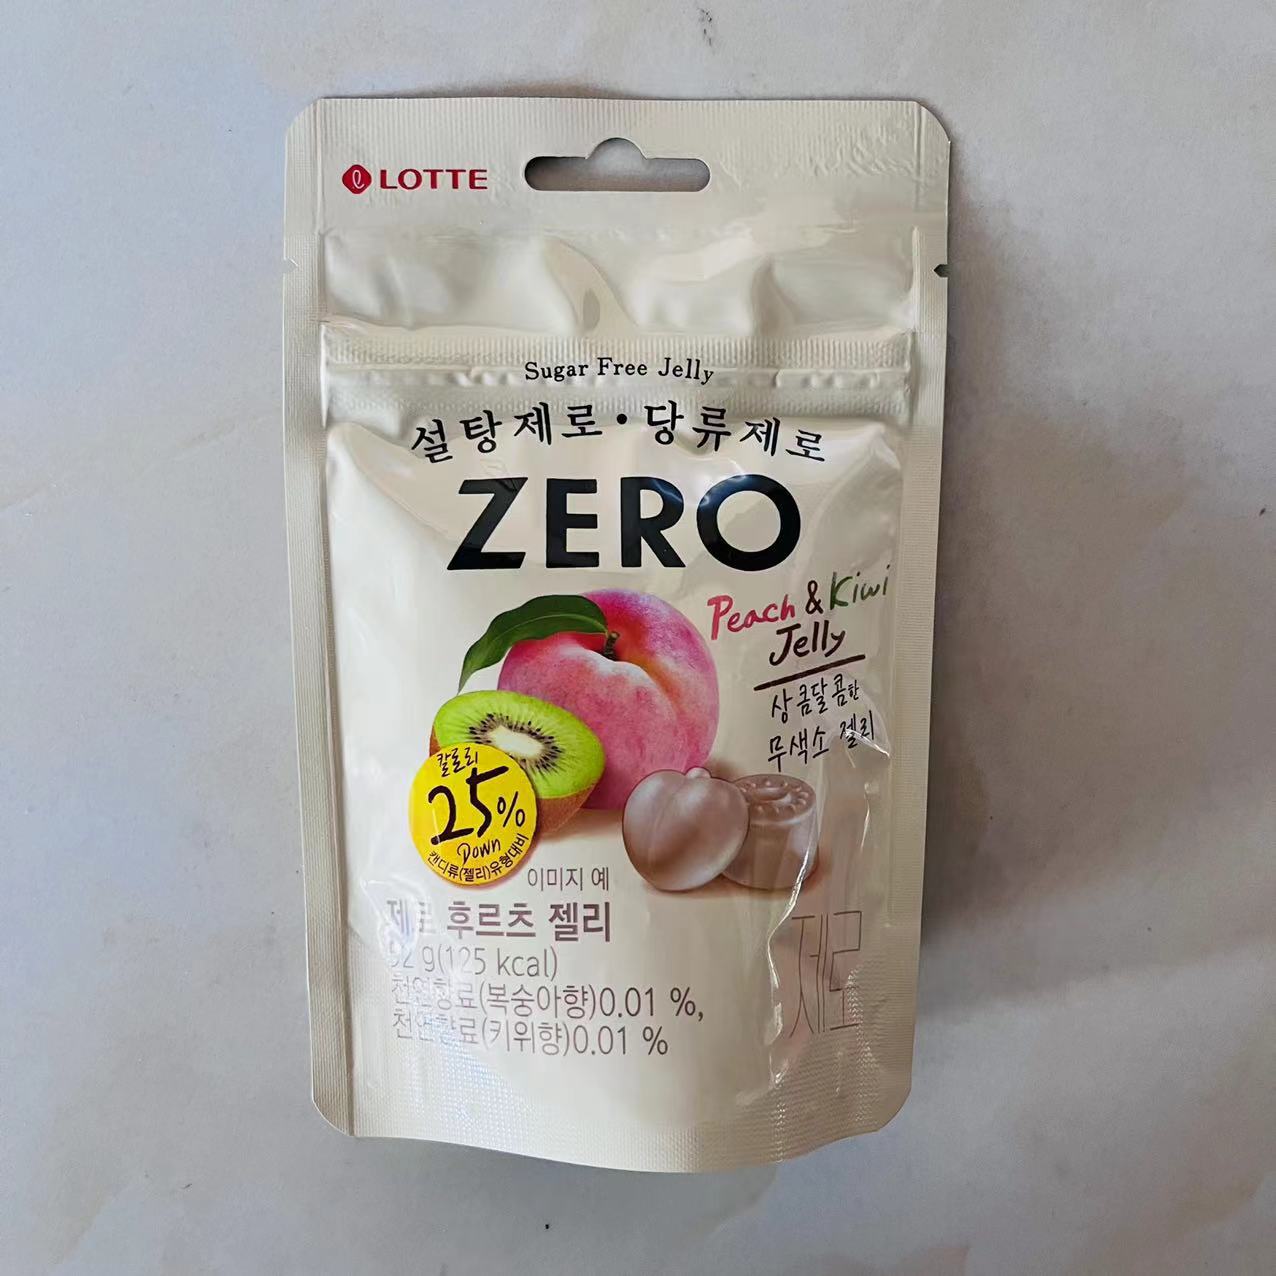 LOTTE
Sugar Free Jelly
설탕제로·당류제로
ZERO
Peach & Kiwi
Jelly
상콤달콤한
무색소 젤리
칼로리
25%
Down
캔디류(젤리)유형대비
이미지 예
제로 후르츠 젤리
52 g(125 kcal)
천연향료(복숭아향)0.01 %,
천연향료(키위향)0.01 %
제로